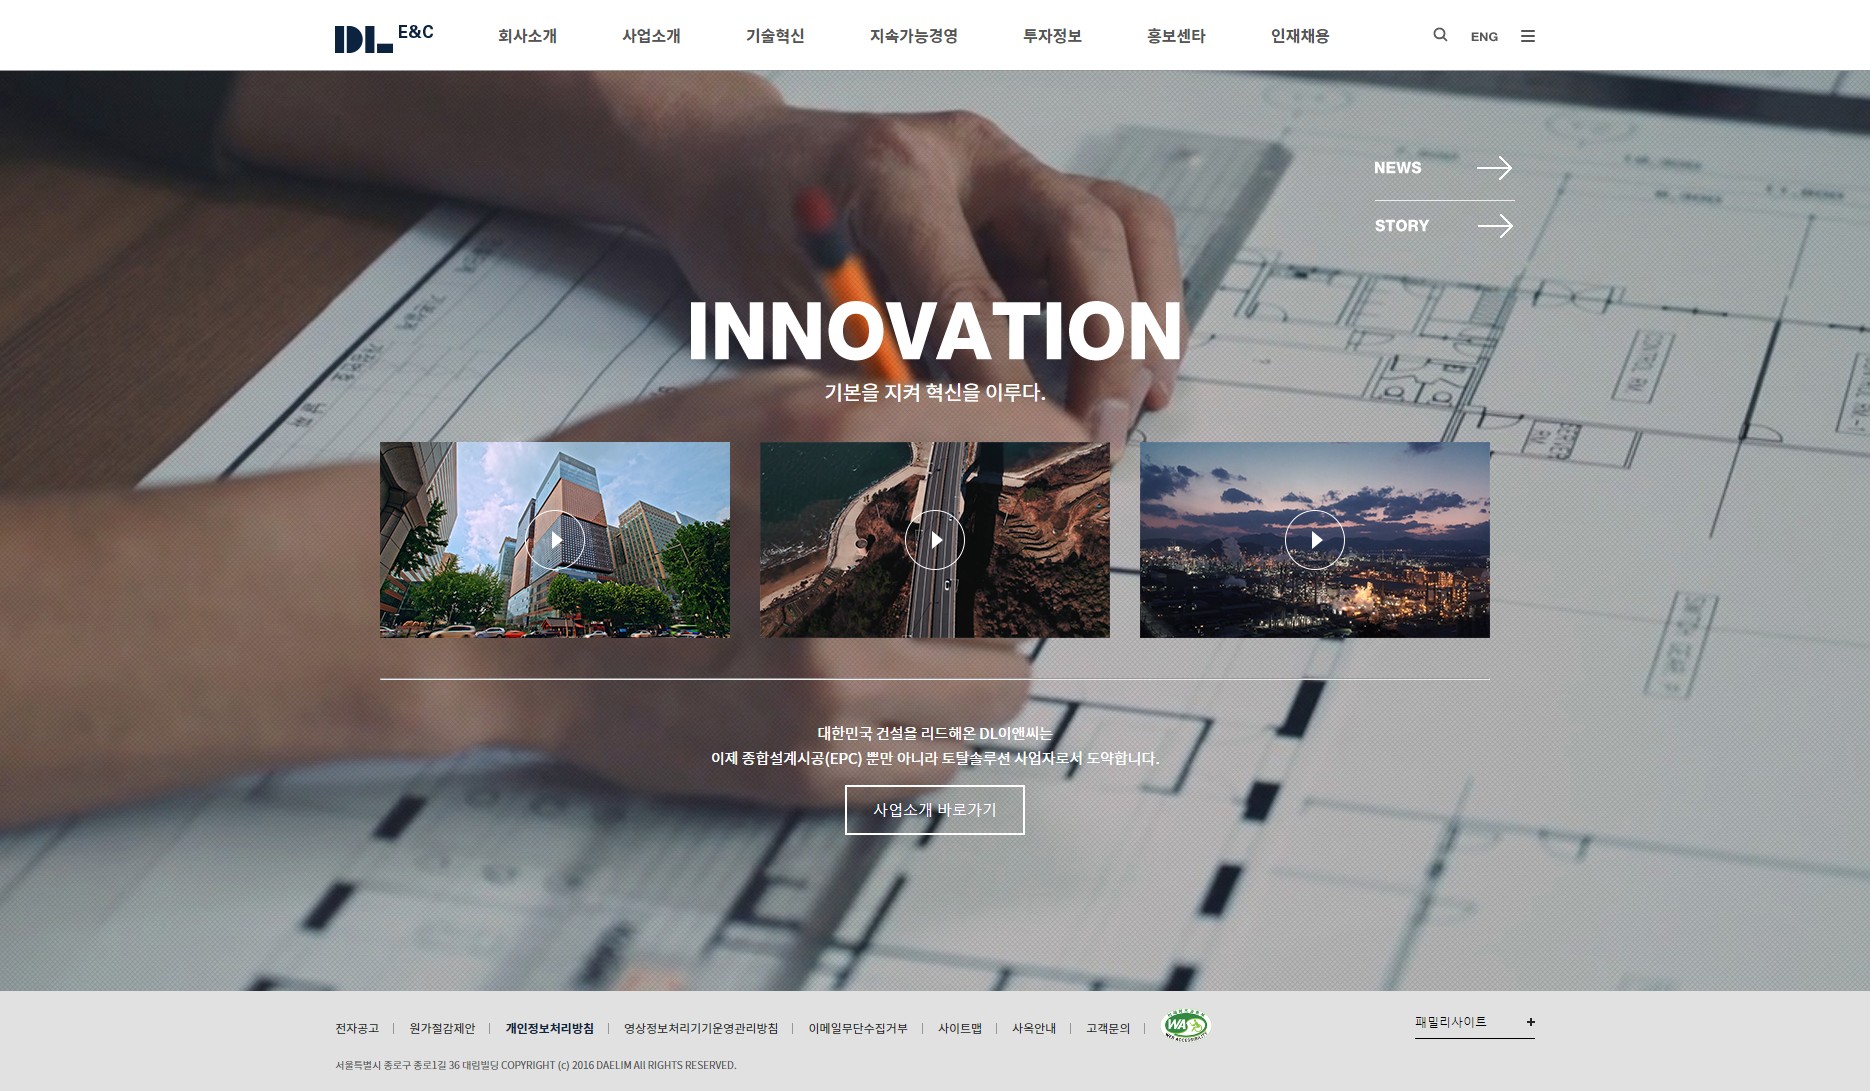 DL E&C
회사소개
사업소개
기술혁신
지속가능경영
투자정보
홍보센타
인재채용
ENG
NEWS
STORY
INNOVATION
기본을 지켜 혁신을 이루다.
대한민국 건설을 리드해온 DL이앤씨는
이제 종합설계시공(EPC) 뿐만 아니라 토탈솔루션 사업자로서 도약합니다.
사업소개 바로가기
전자공고
원가절감제안
개인정보처리방침
영상정보처리기기운영관리방침
이메일무단수집거부
사이트맵
사옥안내
고객문의
WA
WEB ACCESSIBILITY
패밀리사이트
서울특별시 종로구 종로1길 36 대림빌딩 COPYRIGHT (c) 2016 DAELIM All RIGHTS RESERVED.